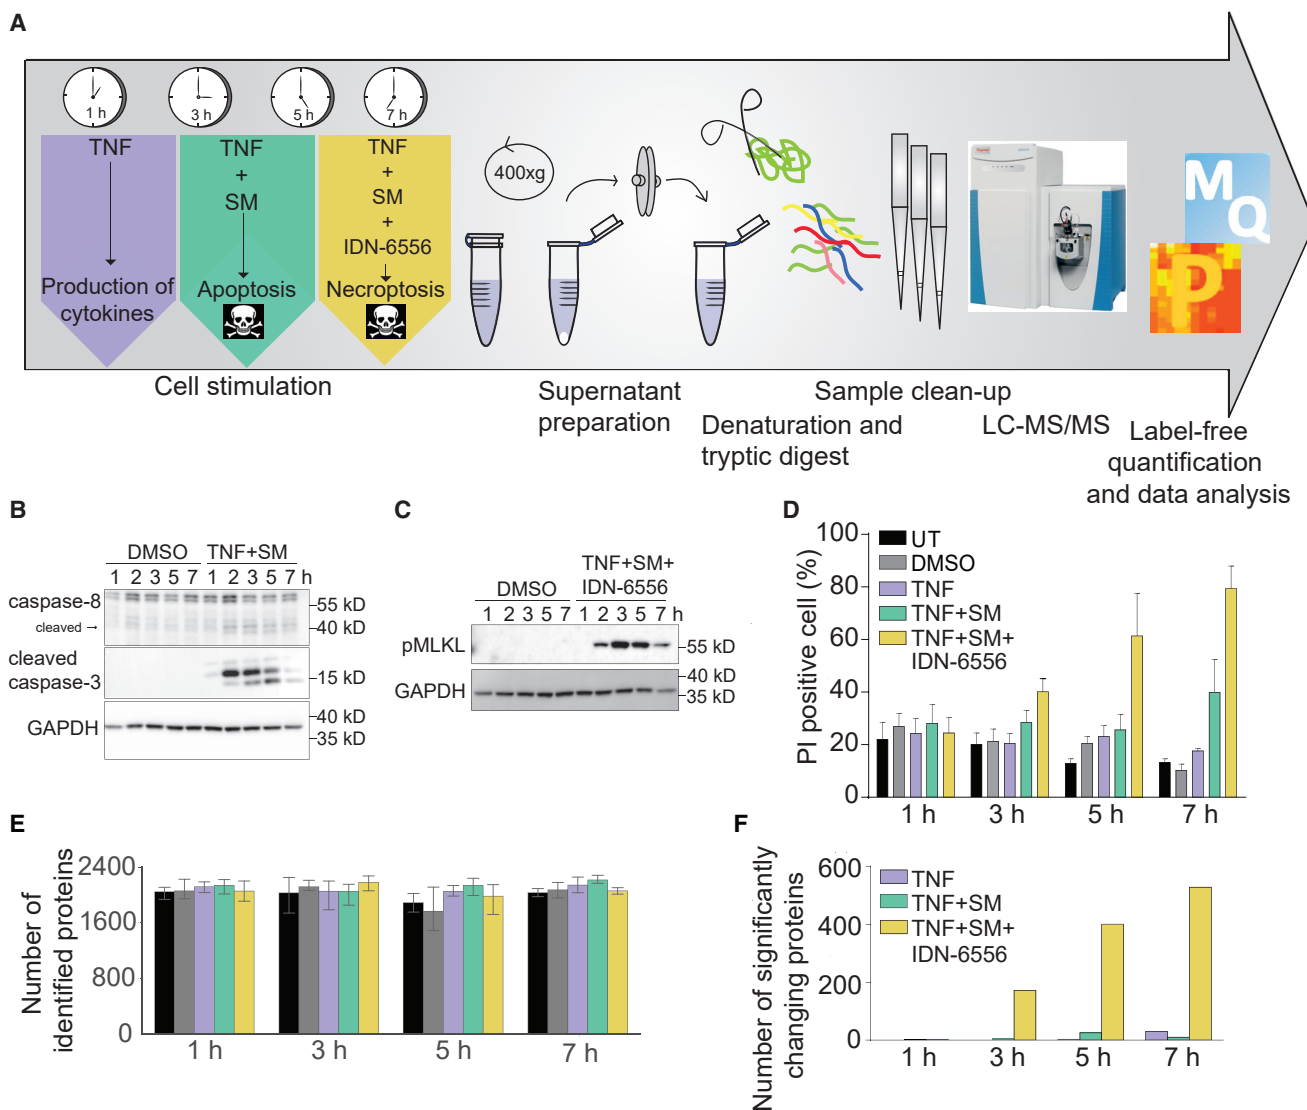 A
1 h
3 h
5 h
7 h
TNF
Production of
cytokines
TNF
+
SM
Apoptosis
TNF
+
SM
+
IDN-6556
Necroptosis
400xg
M
Q
P
Cell stimulation
Supernatant
preparation
Denaturation and
tryptic digest
Sample clean-up
LC-MS/MS
Label-free
quantification
and data analysis
B
DMSO TNF+SM
1 2 3 5 7 1 2 3 5 7 h
caspase-8
cleaved →
55 kD
40 kD
cleaved
caspase-3
15 kD
GAPDH
40 kD
35 kD
C
DMSO
TNF+SM+
IDN-6556
1 2 3 5 7 1 2 3 5 7 h
pMLKL
55 kD
GAPDH
40 kD
35 kD
D
PI positive cell (%)
100
80
60
40
20
0
UT
DMSO
TNF
TNF+SM
TNF+SM+
IDN-6556
1 h 3 h 5 h 7 h
E
Number of
identified proteins
2400
1600
800
0
1 h 3 h 5 h 7 h
F
Number of significantly
changing proteins
600
400
200
0
TNF
TNF+SM
TNF+SM+
IDN-6556
1 h 3 h 5 h 7 h